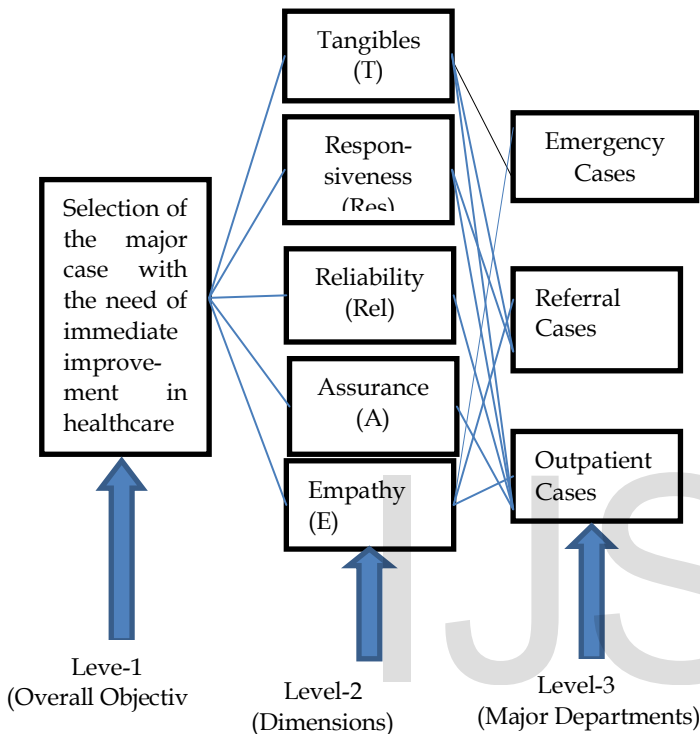 Tangibles
(T)
Respon-
siveness
(Res)
Reliability
(Rel)
Assurance
(A)
Empathy
(E)
Selection of
the major
case with
the need of
immediate
improve-
ment in
healthcare
Emergency
Cases
Referral
Cases
Outpatient
Cases
Leve-1
(Overall Objectiv
Level-2
(Dimensions)
Level-3
(Major Departments)
IJS